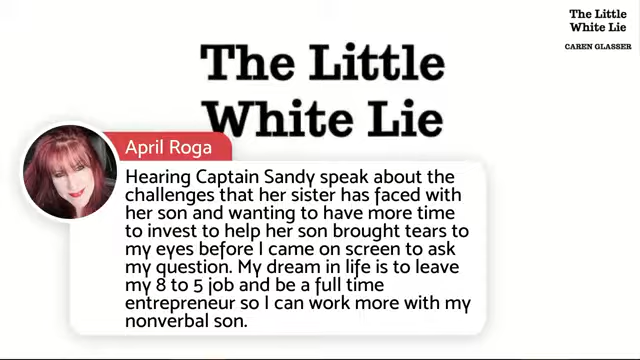 The Little
White Lie
CAREN GLASSER
The Little
White Lie
April Roga
Hearing Captain Sandy speak about the
challenges that her sister has faced with
her son and wanting to have more time
to invest to help her son brought tears to
my eyes before I came on screen to ask
my question. My dream in life is to leave
my 8 to 5 job and be a full time
entrepreneur so I can work more with my
nonverbal son.